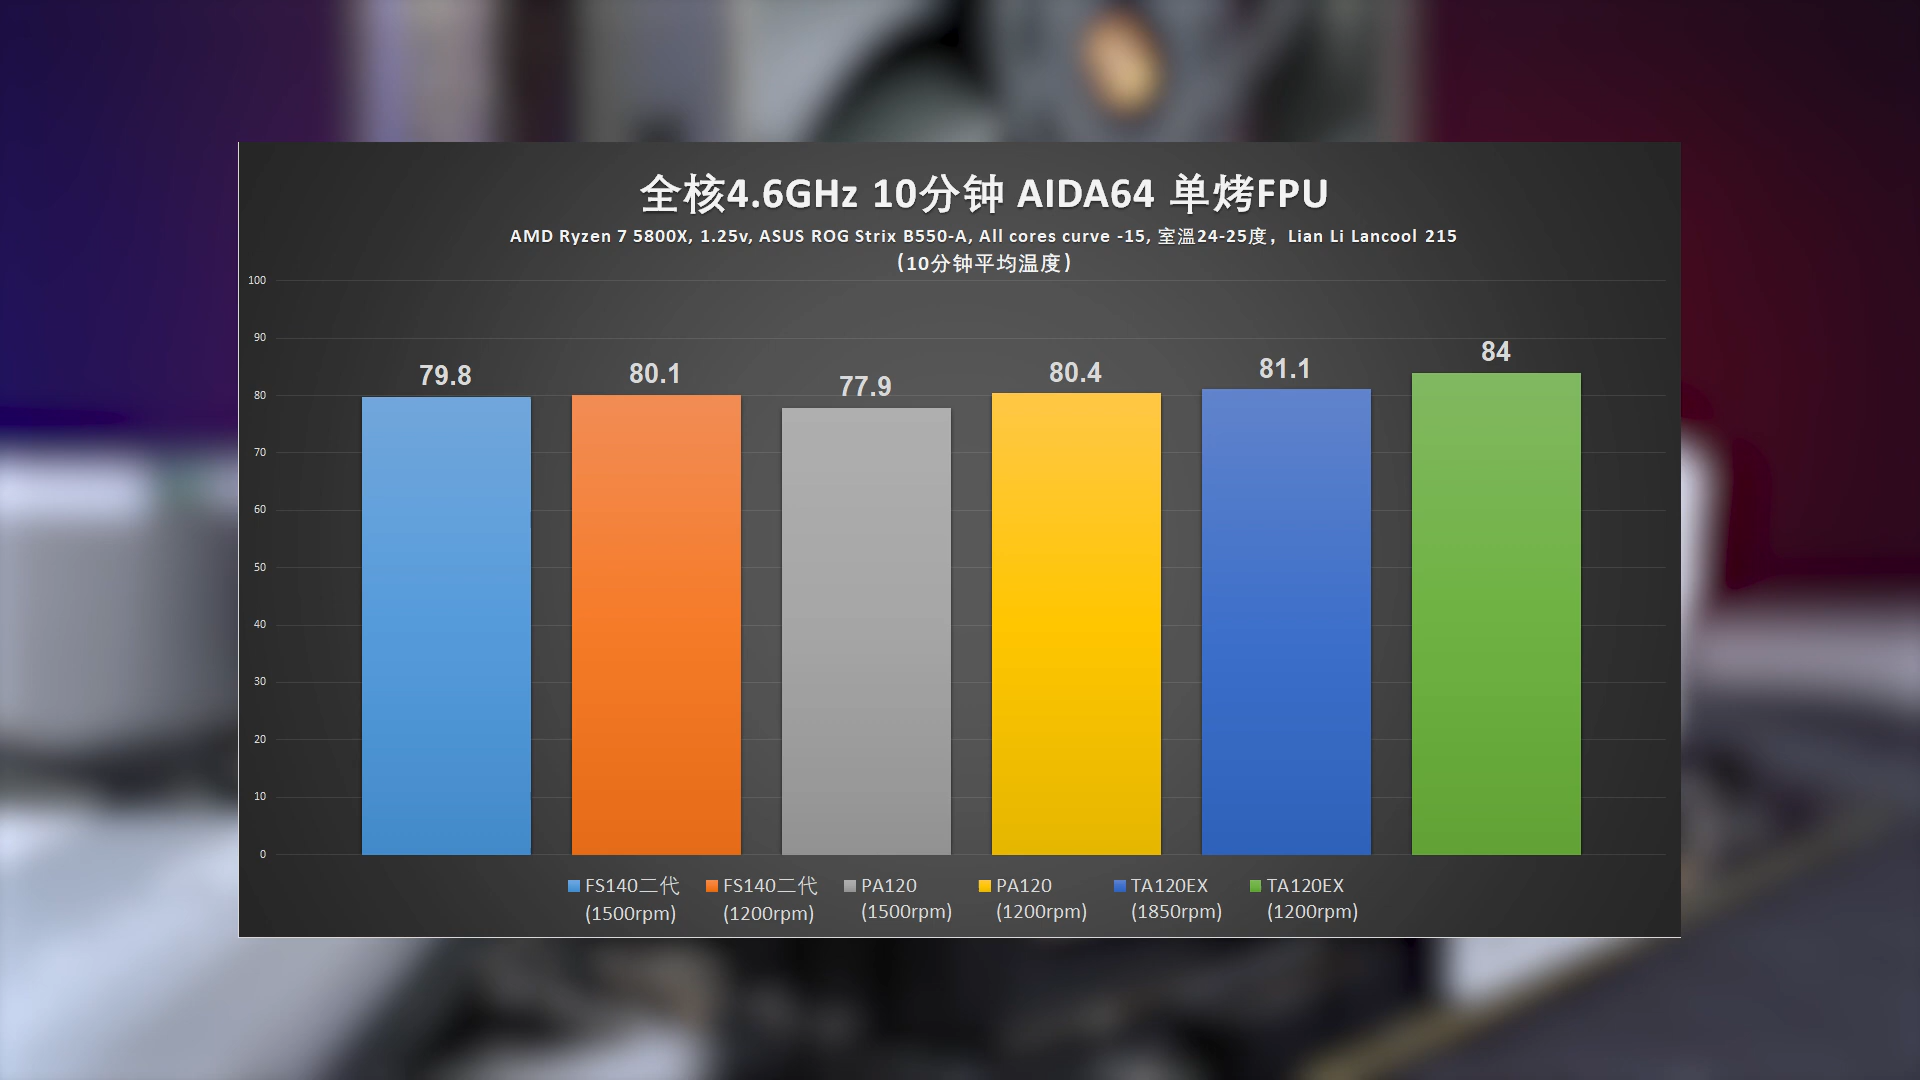 全核4.6GHz 10分钟 AIDA64 单烤FPU
AMD Ryzen 7 5800X, 1.25v, ASUS ROG Strix B550-A, All cores curve -15, 室溫24-25度，Lian Li Lancool 215
（10分钟平均温度）
100
90
80
70
60
50
40
30
20
10
0
79.8
80.1
77.9
80.4
81.1
84
FS140二代
(1500rpm)
FS140二代
(1200rpm)
PA120
(1500rpm)
PA120
(1200rpm)
TA120EX
(1850rpm)
TA120EX
(1200rpm)